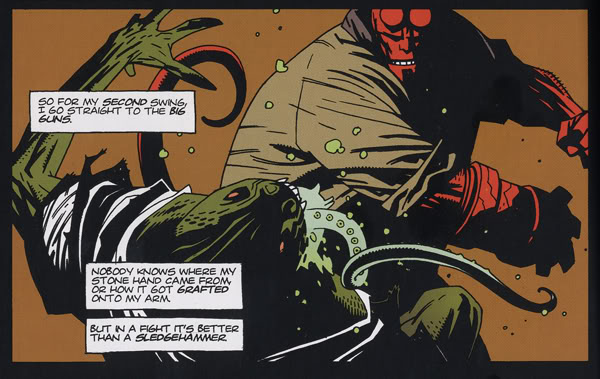 SO FOR MY SECOND SWING,
I GO STRAIGHT TO THE BIG
GUNS.
NOBODY KNOWS WHERE MY
STONE HAND CAME FROM,
OR HOW IT GOT GRAFTED
ONTO MY ARM.
BUT IN A FIGHT IT'S BETTER
THAN A SLEDGEHAMMER